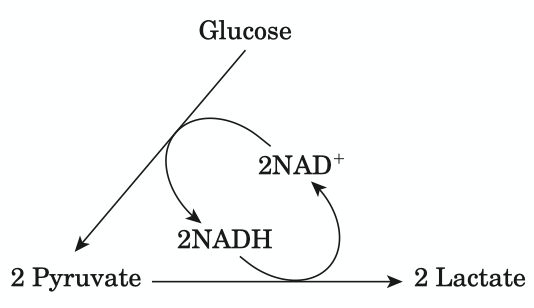 Glucose
2NAD⁺
2NADH
2 Pyruvate
2 Lactate